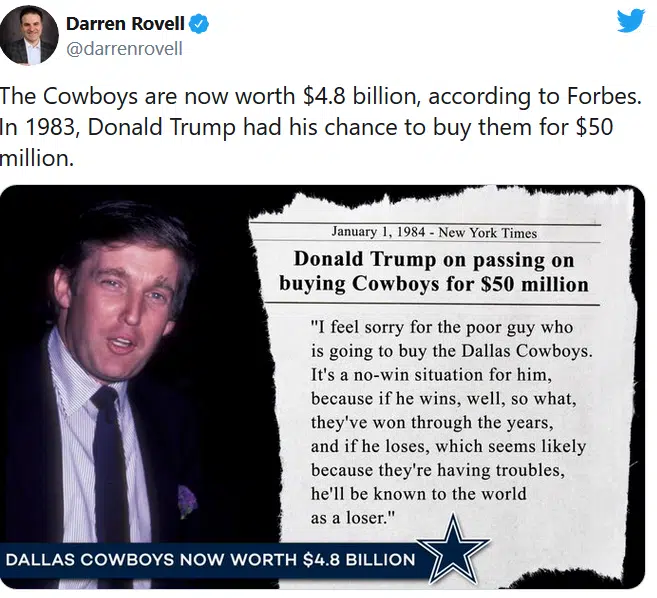 Darren Rovell
@darrenrovell
The Cowboys are now worth $4.8 billion, according to Forbes.
In 1983, Donald Trump had his chance to buy them for $50
million.
January 1, 1984 - New York Times
Donald Trump on passing on
buying Cowboys for $50 million
"I feel sorry for the poor guy who
is going to buy the Dallas Cowboys.
It's a no-win situation for him,
because if he wins, well, so what,
they've won through the years,
and if he loses, which seems likely
because they're having troubles,
he'll be known to the world
as a loser."
DALLAS COWBOYS NOW WORTH $4.8 BILLION